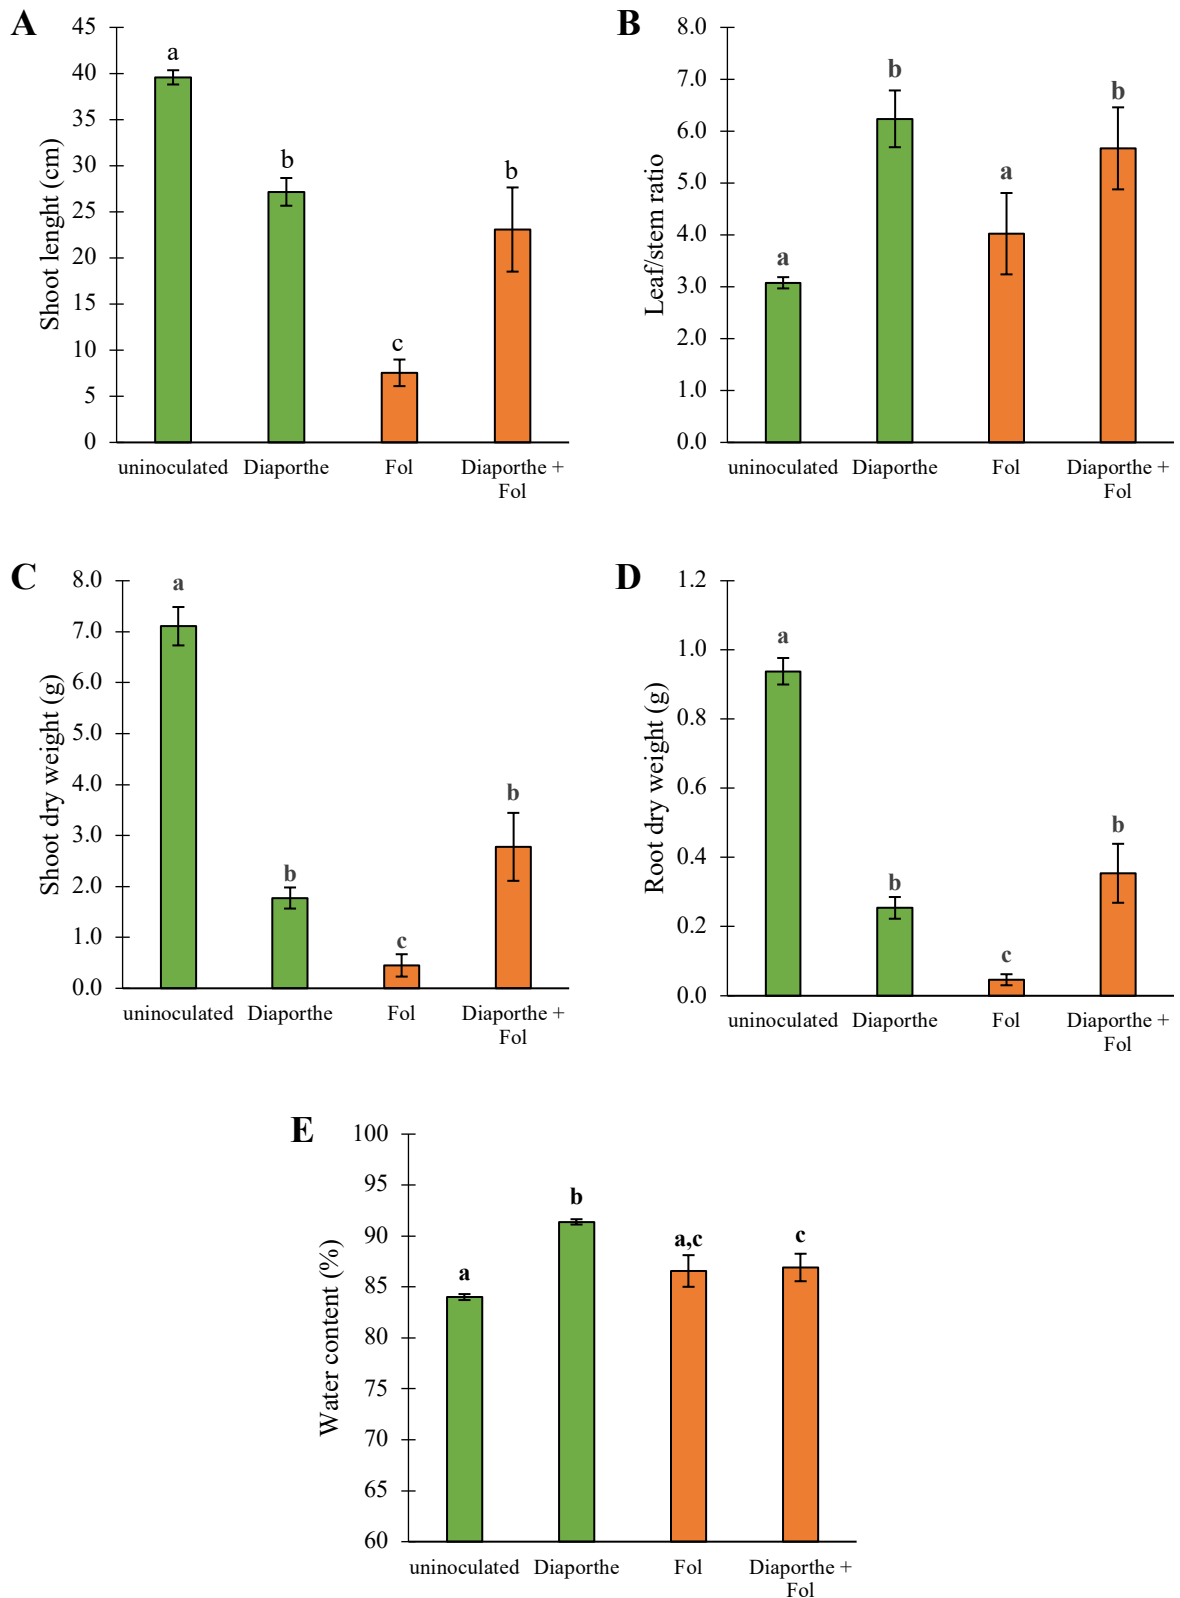 A
Shoot lenght (cm)
45
40
35
30
25
20
15
10
5
0
a
b
c
b
uninoculated
Diaporthe
Fol
Diaporthe +
Fol
B
Leaf/stem ratio
8.0
7.0
6.0
5.0
4.0
3.0
2.0
1.0
0.0
a
b
a
b
uninoculated
Diaporthe
Fol
Diaporthe +
Fol
C
Shoot dry weight (g)
8.0
7.0
6.0
5.0
4.0
3.0
2.0
1.0
0.0
a
b
c
b
uninoculated
Diaporthe
Fol
Diaporthe +
Fol
D
Root dry weight (g)
1.2
1.0
0.8
0.6
0.4
0.2
0.0
a
b
c
b
uninoculated
Diaporthe
Fol
Diaporthe +
Fol
E
Water content (%)
100
95
90
85
80
75
70
65
60
a
b
a,c
c
uninoculated
Diaporthe
Fol
Diaporthe +
Fol